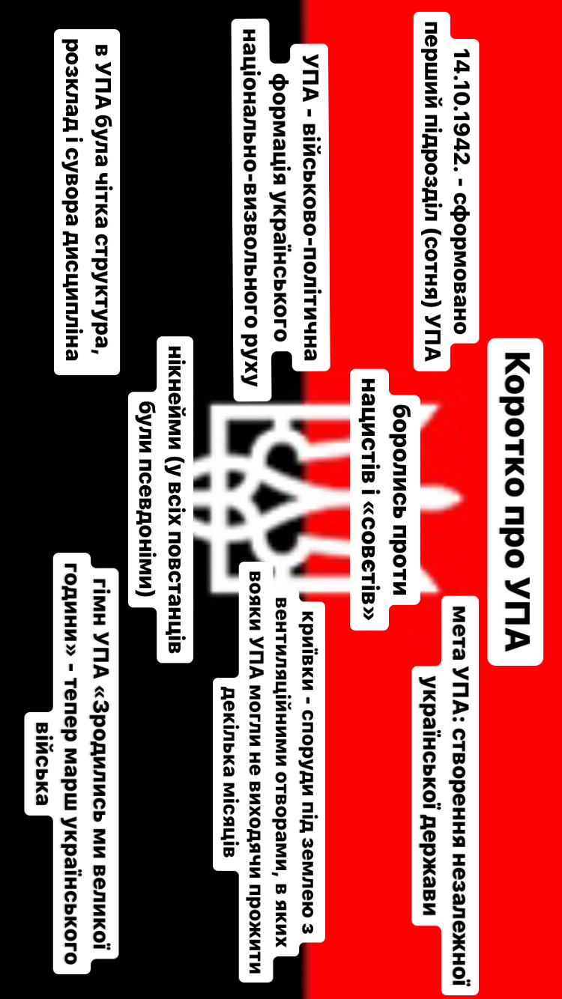 Коротко про УПА
14.10.1942. - сформовано
перший підрозділ (сотня) УПА
мета УПА: створення незалежної
української держави
боролись проти
нацистів і «совєтів»
УПА - військово-політична
формація українського
національно-визвольного руху
криївки - споруди під землею з
вентиляційними отворами, в яких
вояки УПА могли не виходячи прожити
декілька місяців
нікнейми (у всіх повстанців
були псевдоніми)
в УПА була чітка структура,
розклад і сувора дисципліна
гімн УПА «Зродились ми великої
години» - тепер марш українського
війська